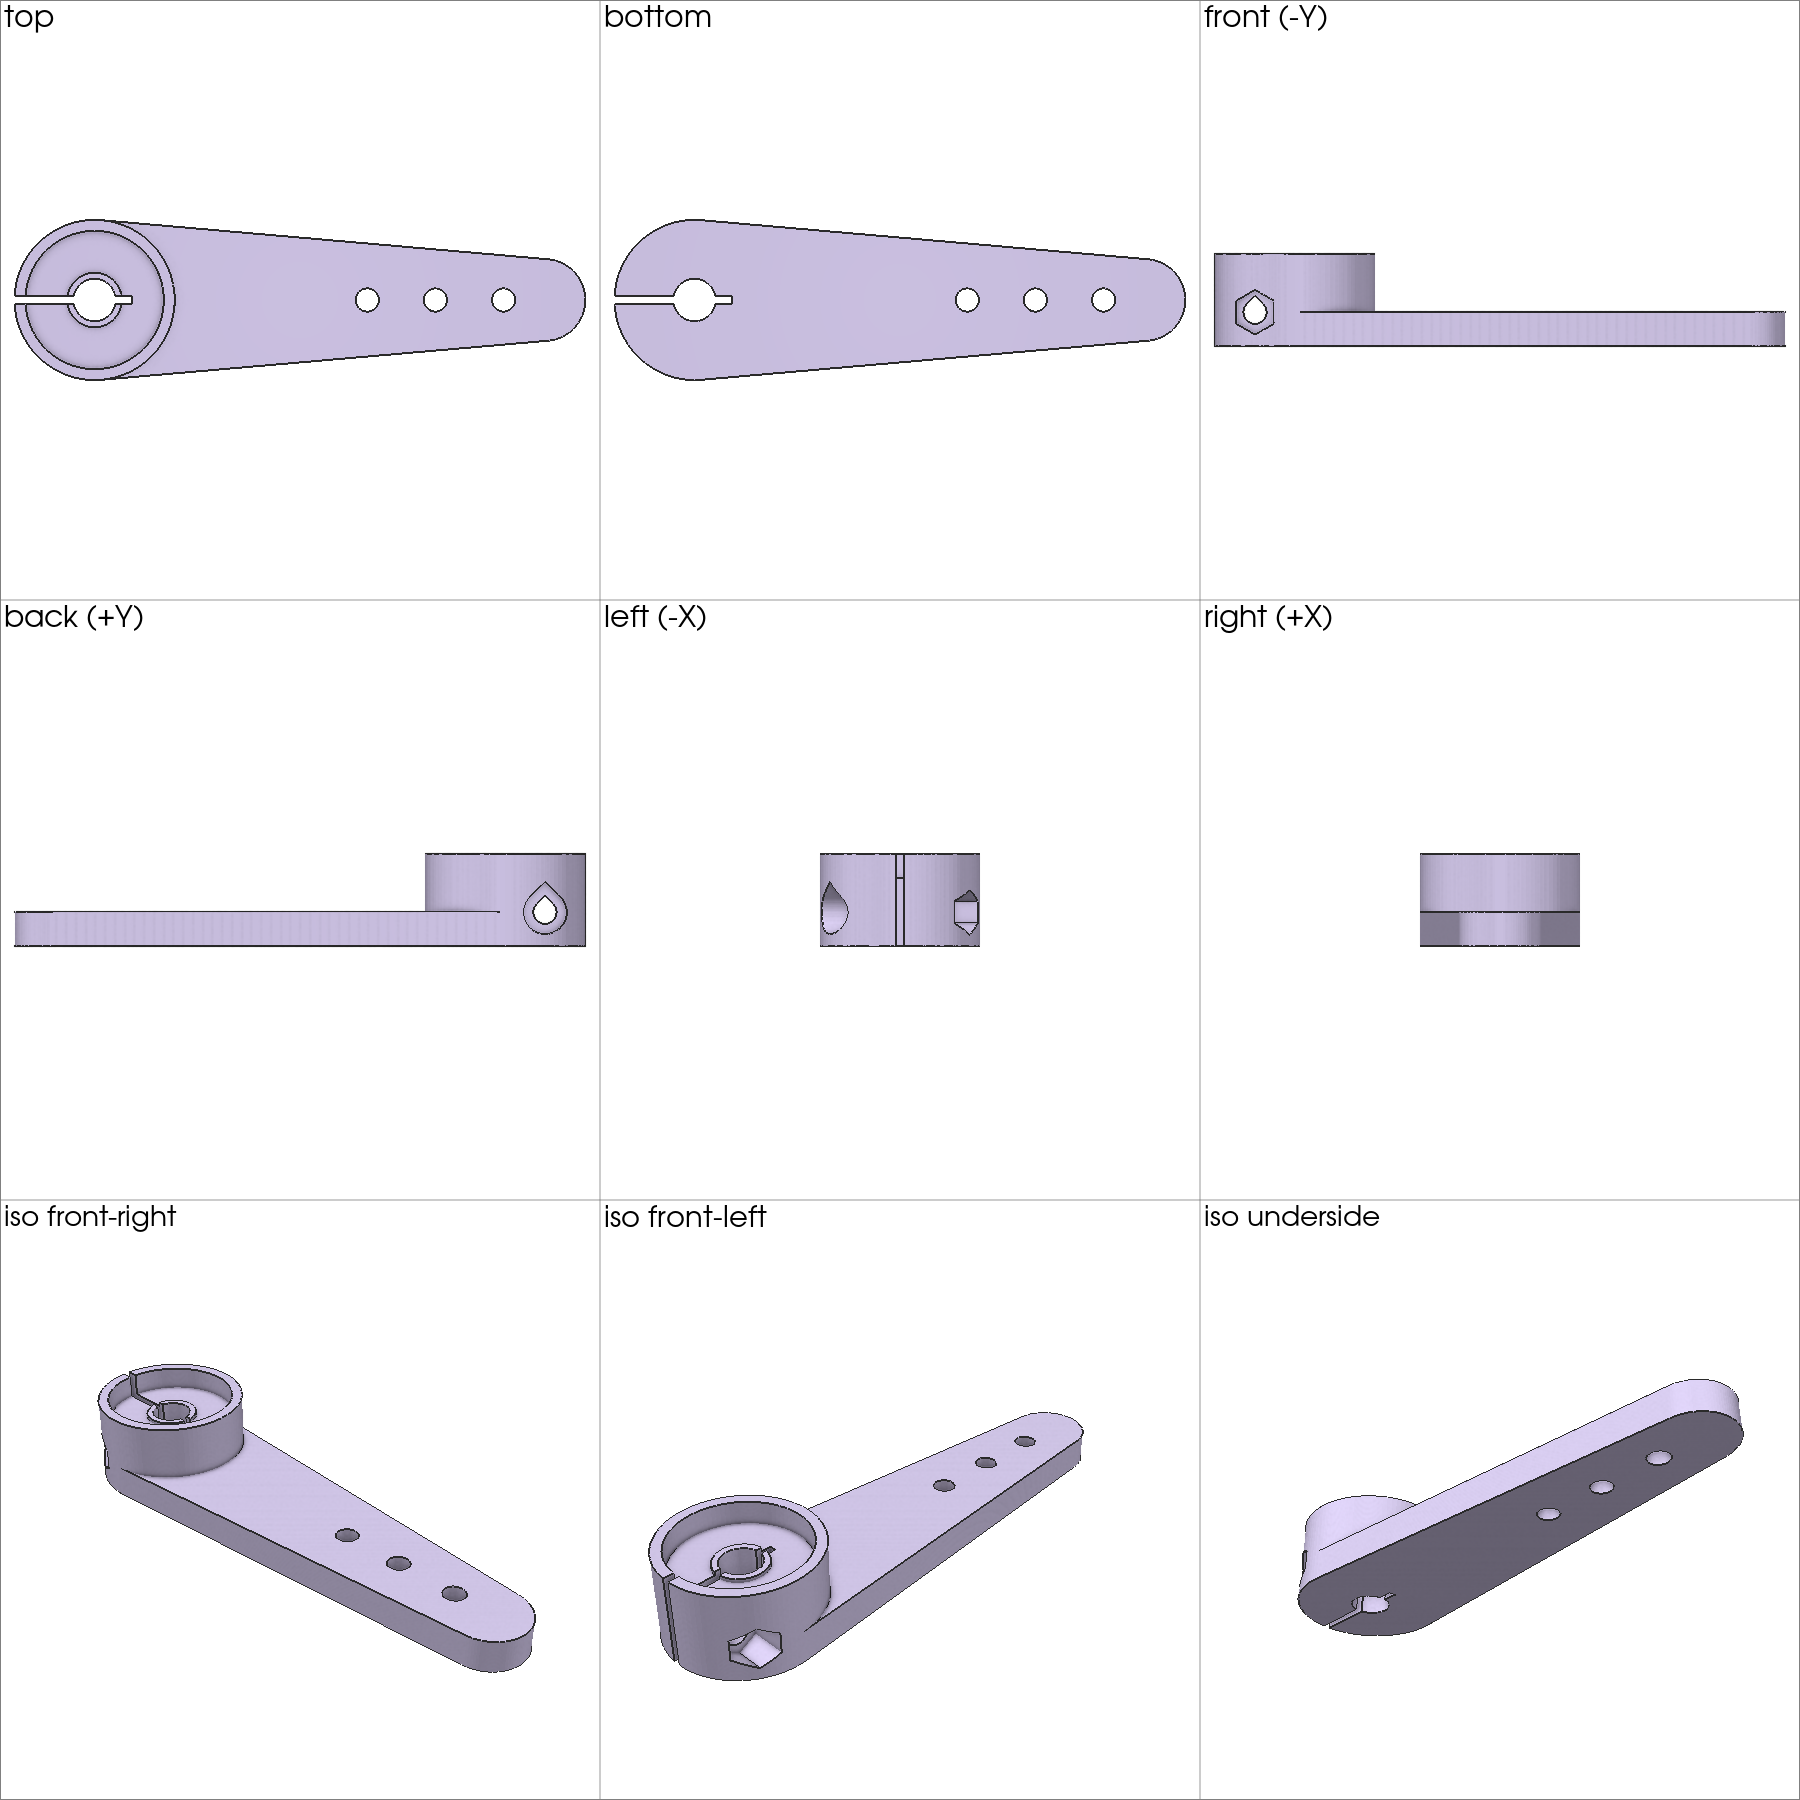 top
bottom
front (-Y)
back (+Y)
left (-X)
right (+X)
iso front-right
iso front-left
iso underside